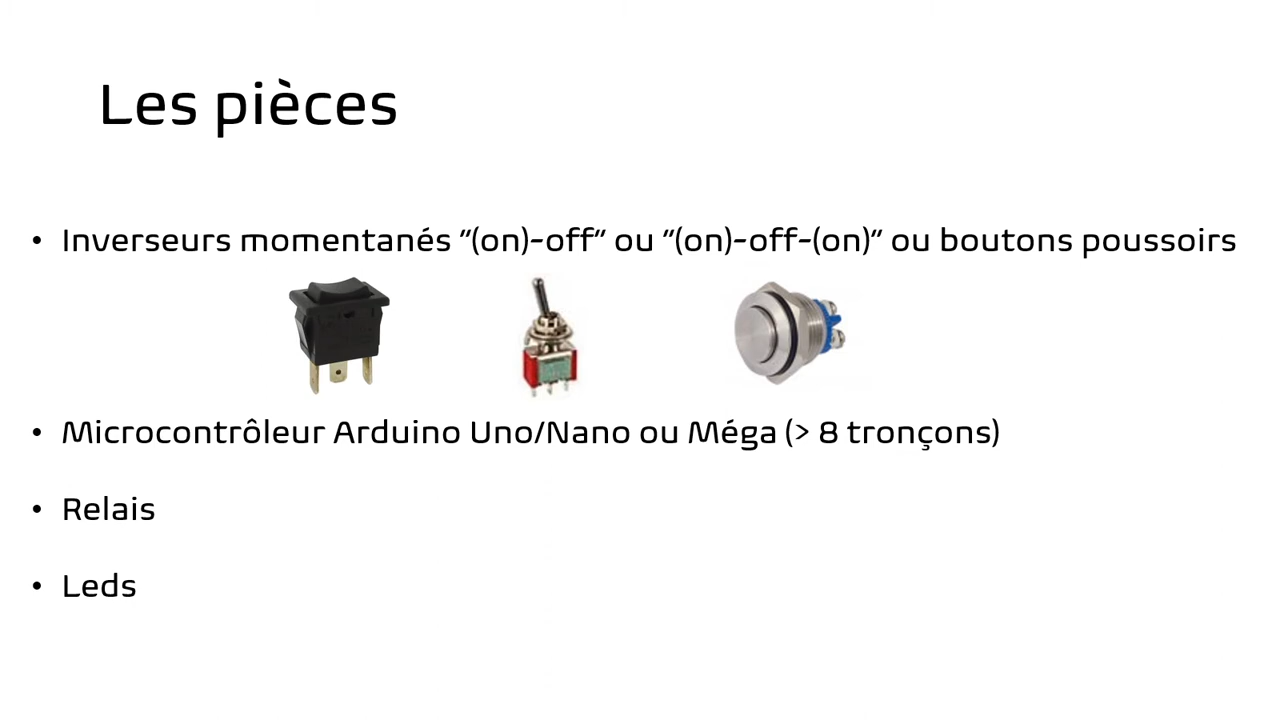 Les pièces
• Inverseurs momentanés "(on)-off" ou "(on)-off-(on)" ou boutons poussoirs
• Microcontrôleur Arduino Uno/Nano ou Méga (> 8 tronçons)
• Relais
• Leds